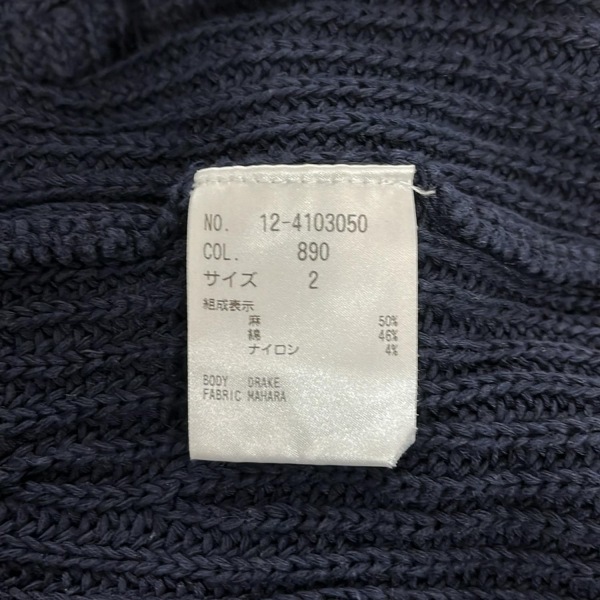 NO. 12-4103050
COL. 890
サイズ 2
組成表示
麻 50%
綿 46%
ナイロン 4%
BODY DRAKE
FABRIC MAHARA